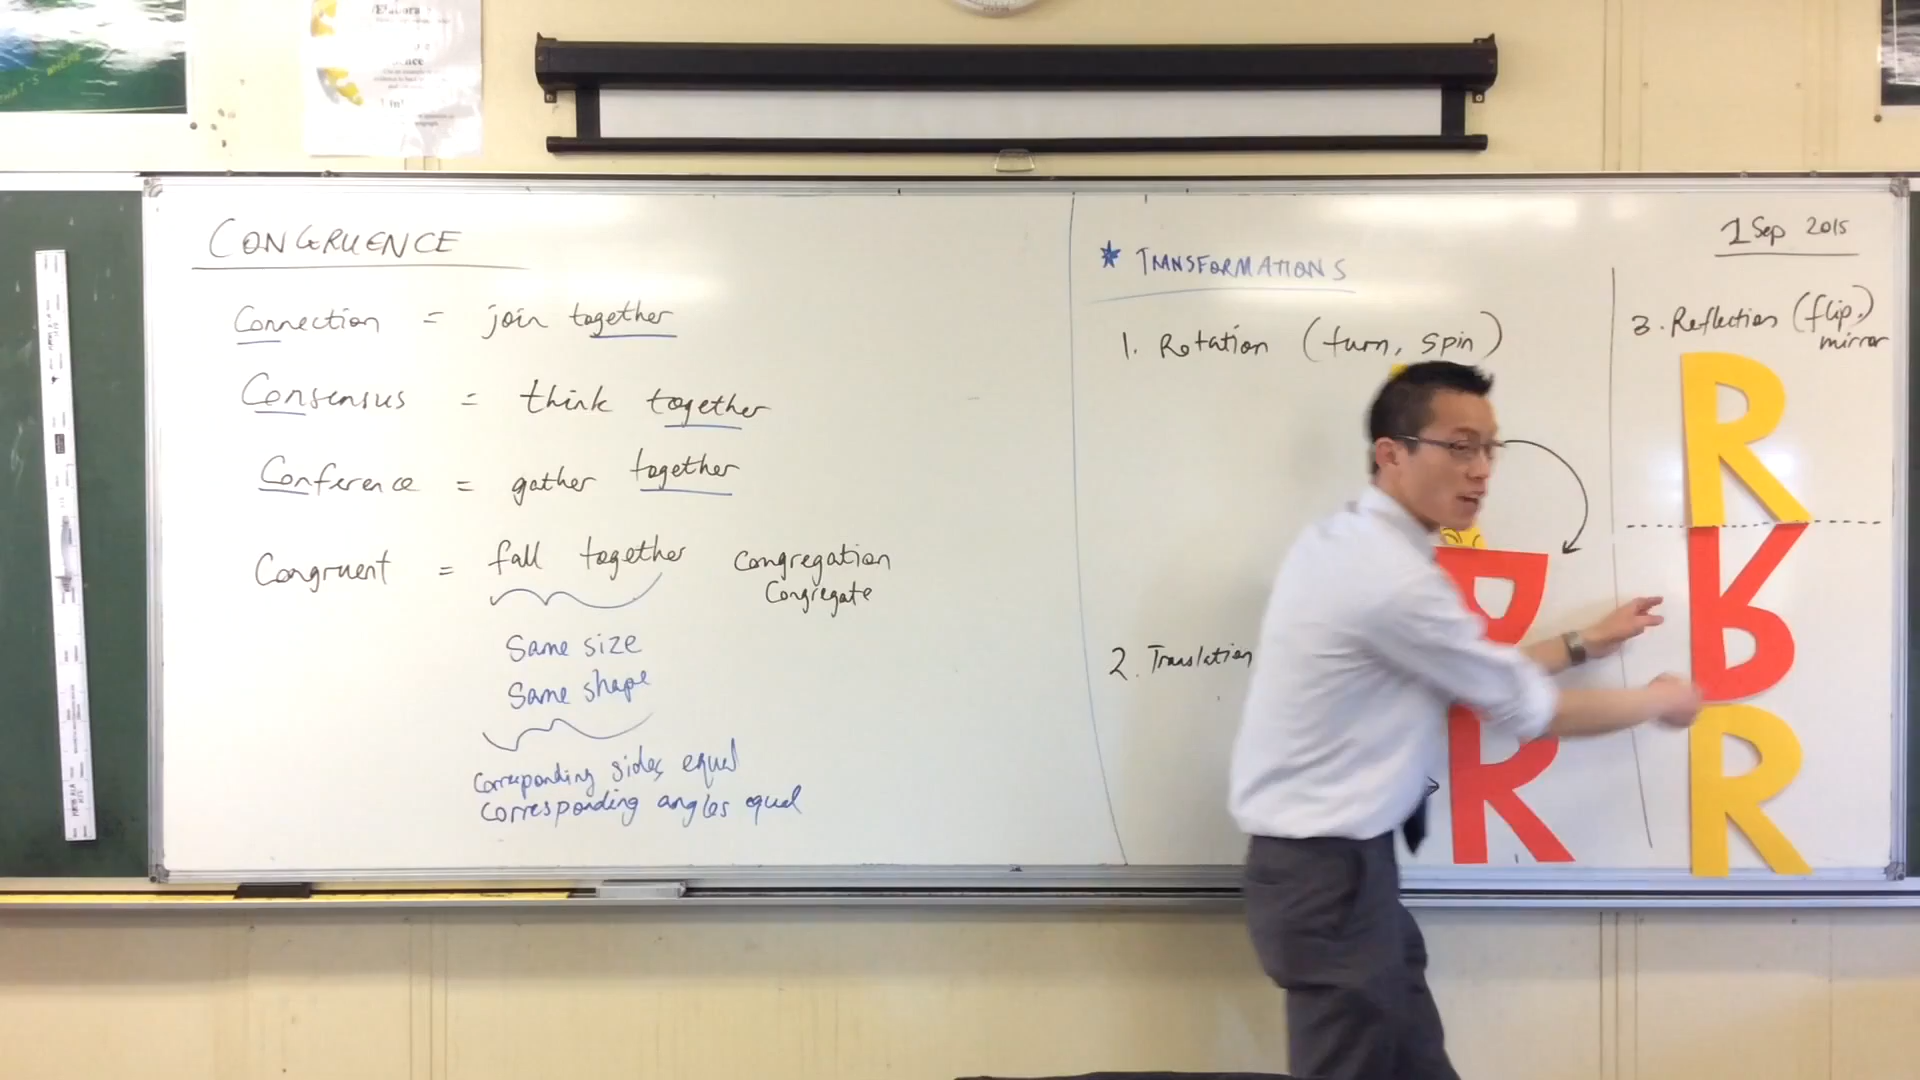 CONGRUENCE
Connection = join together
Consensus = think together
Conference = gather together
Congruent = fall together
Congregation
Congregate
Same size
Same shape
corresponding sides equal
corresponding angles equal
1 Sep 2015
★ TRANSFORMATIONS
1. Rotation (turn, spin)
2. Translation
3. Reflection (flip,
mirror)
R
R
R
R
R